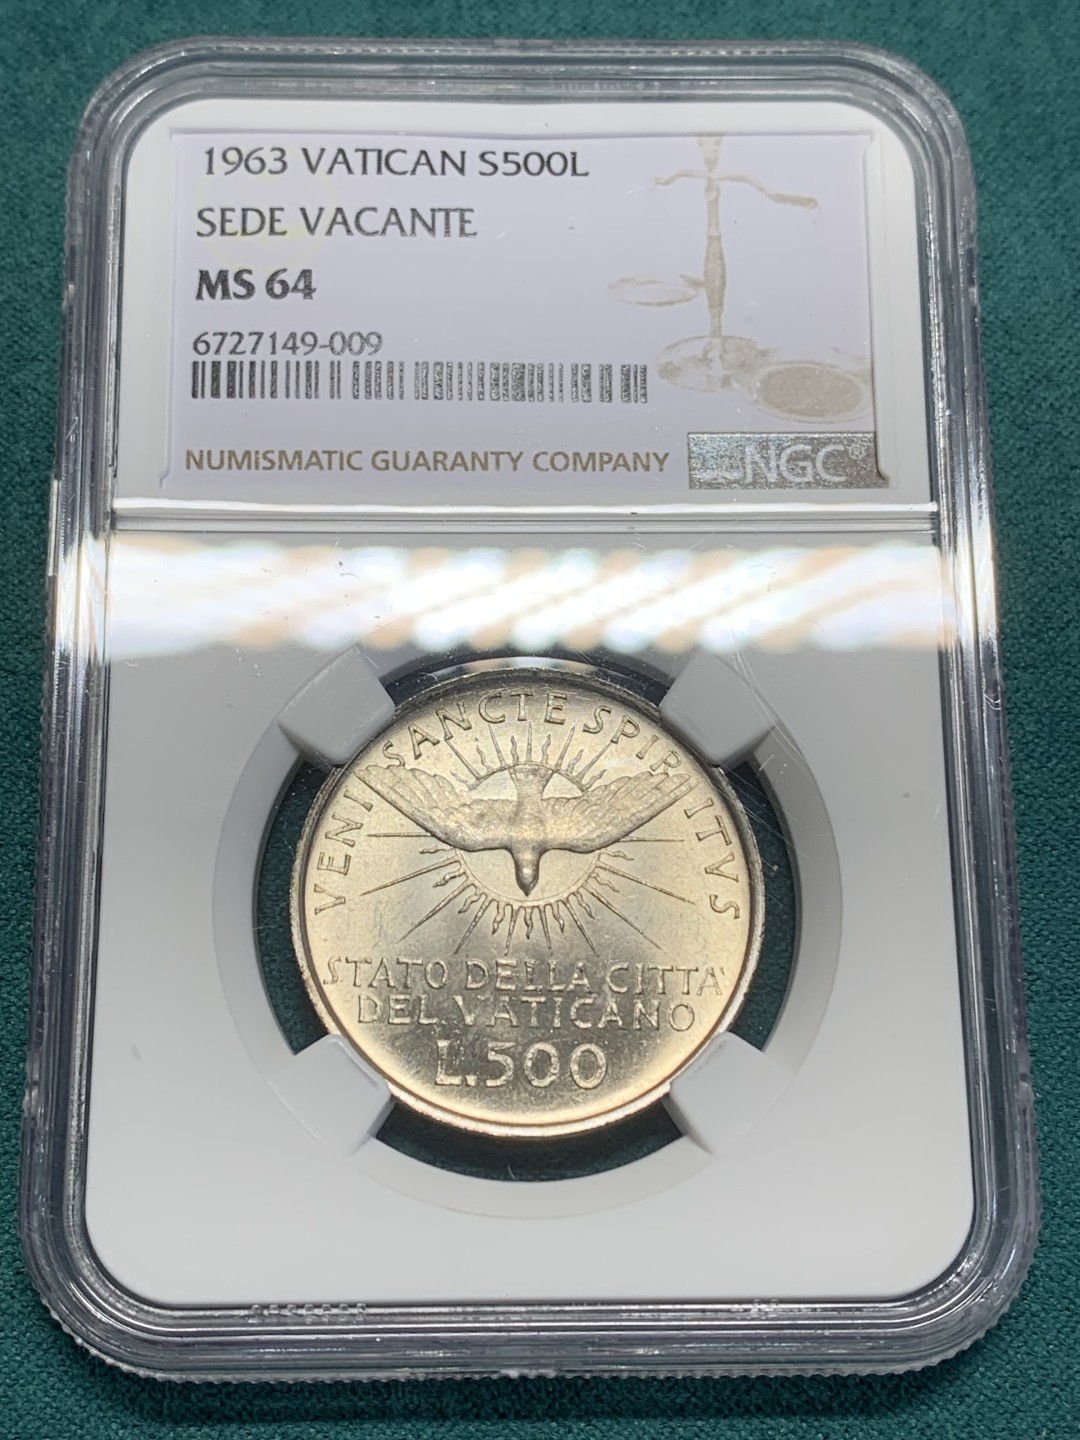 1963 VATICAN S500L
SEDE VACANTE
MS 64
6727149-009
NUMISMATIC GUARANTY COMPANY
NGC®
VENI SANCTE SPIRITVS
STATO DELLA CITTA'
DEL VATICANO
L.500